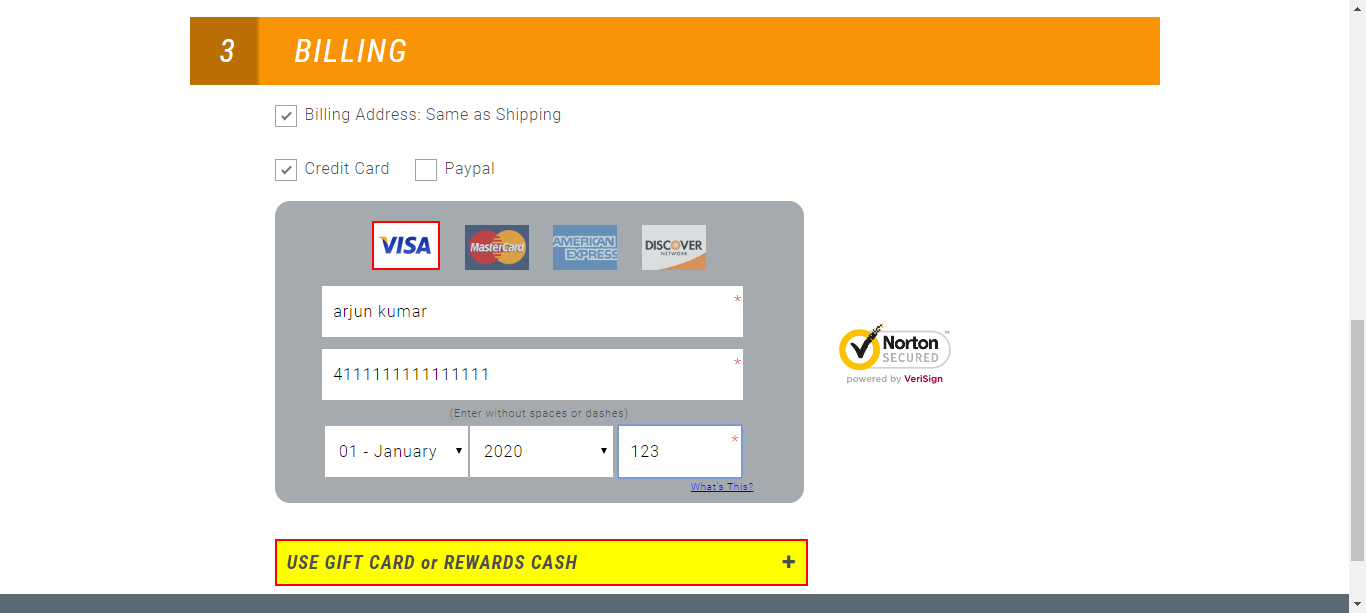 3 BILLING
Billing Address: Same as Shipping
Credit Card Paypal
VISA MasterCard AMERICAN EXPRESS DISCOVER NETWORK
arjun kumar *
4111111111111111 *
(Enter without spaces or dashes)
01 - January 2020 123 *
What's This?
Norton™
SECURED
powered by VeriSign
USE GIFT CARD or REWARDS CASH +